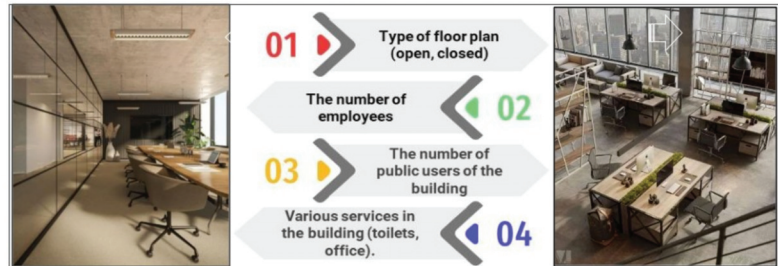 01
Type of floor plan
(open, closed)
The number of
employees
02
03
The number of
public users of the
building
Various services in
the building (toilets,
office).
04